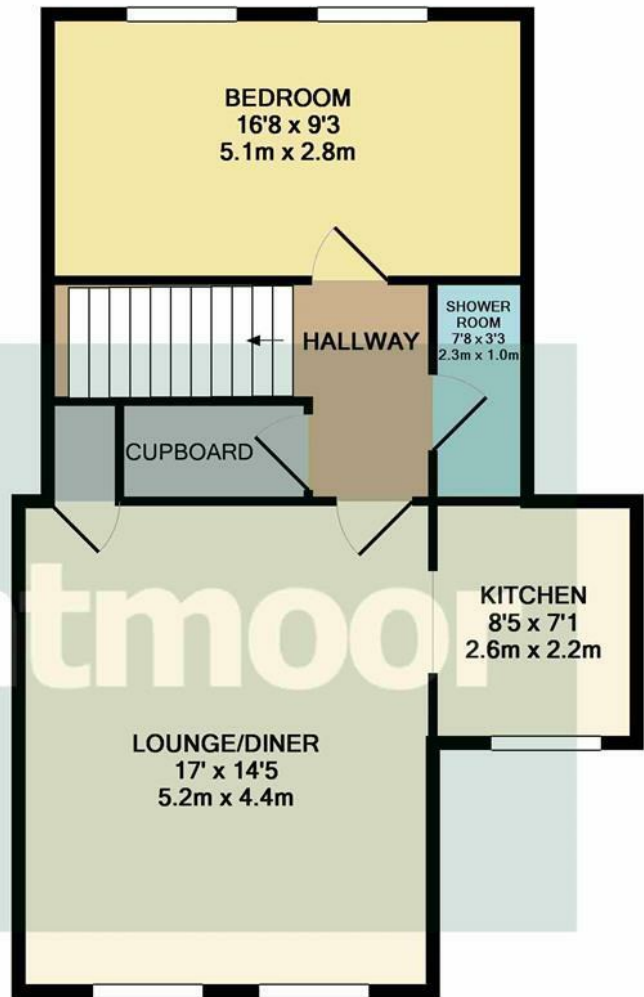 BEDROOM
16'8 x 9'3
5.1m x 2.8m
HALLWAY
SHOWER
ROOM
7'8 x 3'3
2.3m x 1.0m
CUPBOARD
KITCHEN
8'5 x 7'1
2.6m x 2.2m
LOUNGE/DINER
17' x 14'5
5.2m x 4.4m